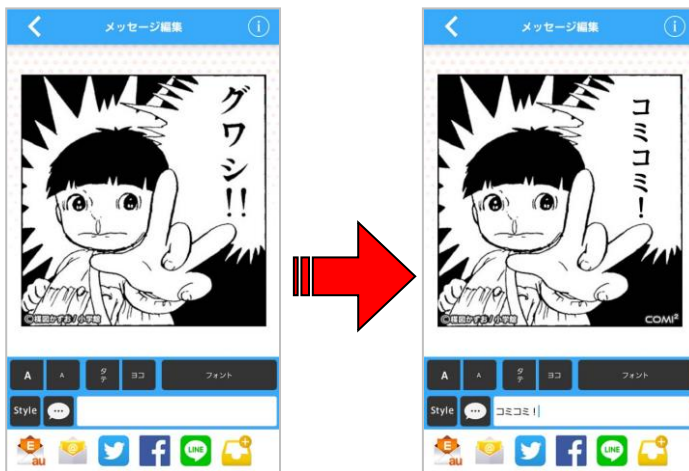 メッセージ編集
グワシ!!
©楳図かずお/小学館
A A タテ ヨコ フォント
Style
E au @ LINE
メッセージ編集
コミコミ!
©楳図かずお/小学館
COMI²
A A タテ ヨコ フォント
Style コミコミ!
E au @ LINE